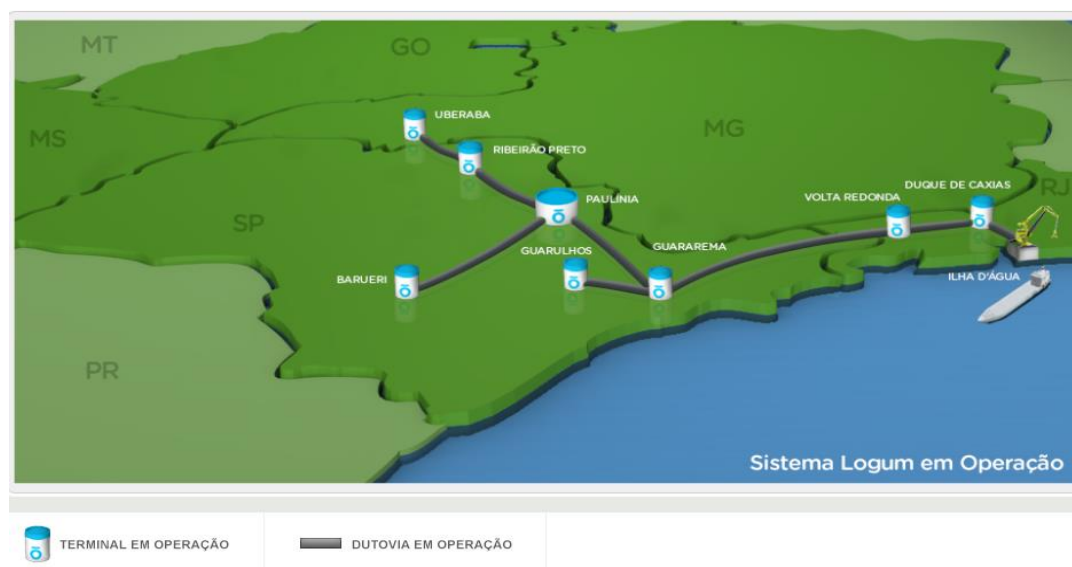 MT
GO
UBERABA
MS
MG
RIBEIRÃO PRETO
DUQUE DE CAXIAS
RJ
VOLTA REDONDA
PAULÍNIA
SP
GUARULHOS
GUARAREMA
BARUERI
ILHA D'ÁGUA
PR
Sistema Logum em Operação
TERMINAL EM OPERAÇÃO
DUTOVIA EM OPERAÇÃO